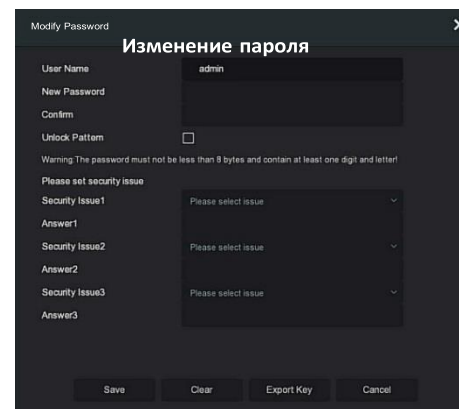 Modify Password
Изменение пароля
User Name admin
New Password
Confirm
Unlock Pattern
Warning:The password must not be less than 8 bytes and contain at least one digit and letter!
Please set security issue
Security Issue1 Please select issue
Answer1
Security Issue2 Please select issue
Answer2
Security Issue3 Please select issue
Answer3
Save Clear Export Key Cancel